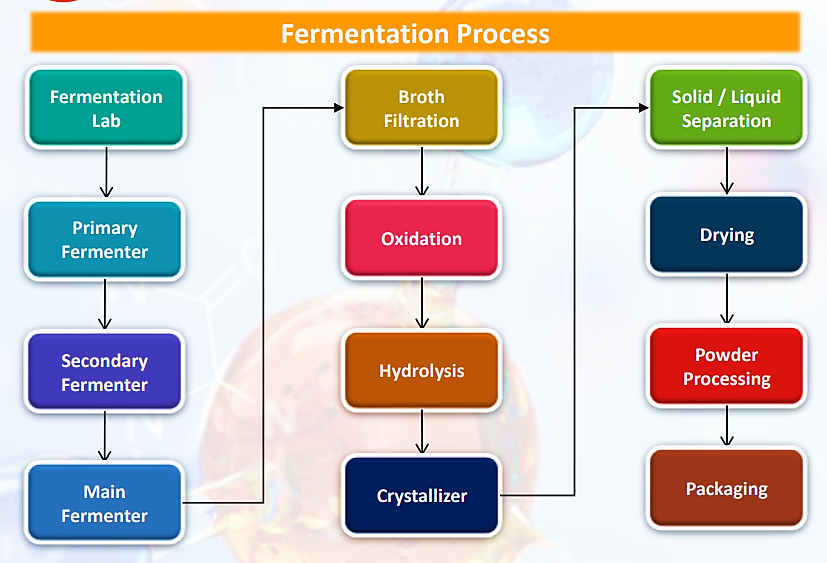 Fermentation Process
Fermentation
Lab
Primary
Fermenter
Secondary
Fermenter
Main
Fermenter
Broth
Filtration
Oxidation
Hydrolysis
Crystallizer
Solid / Liquid
Separation
Drying
Powder
Processing
Packaging